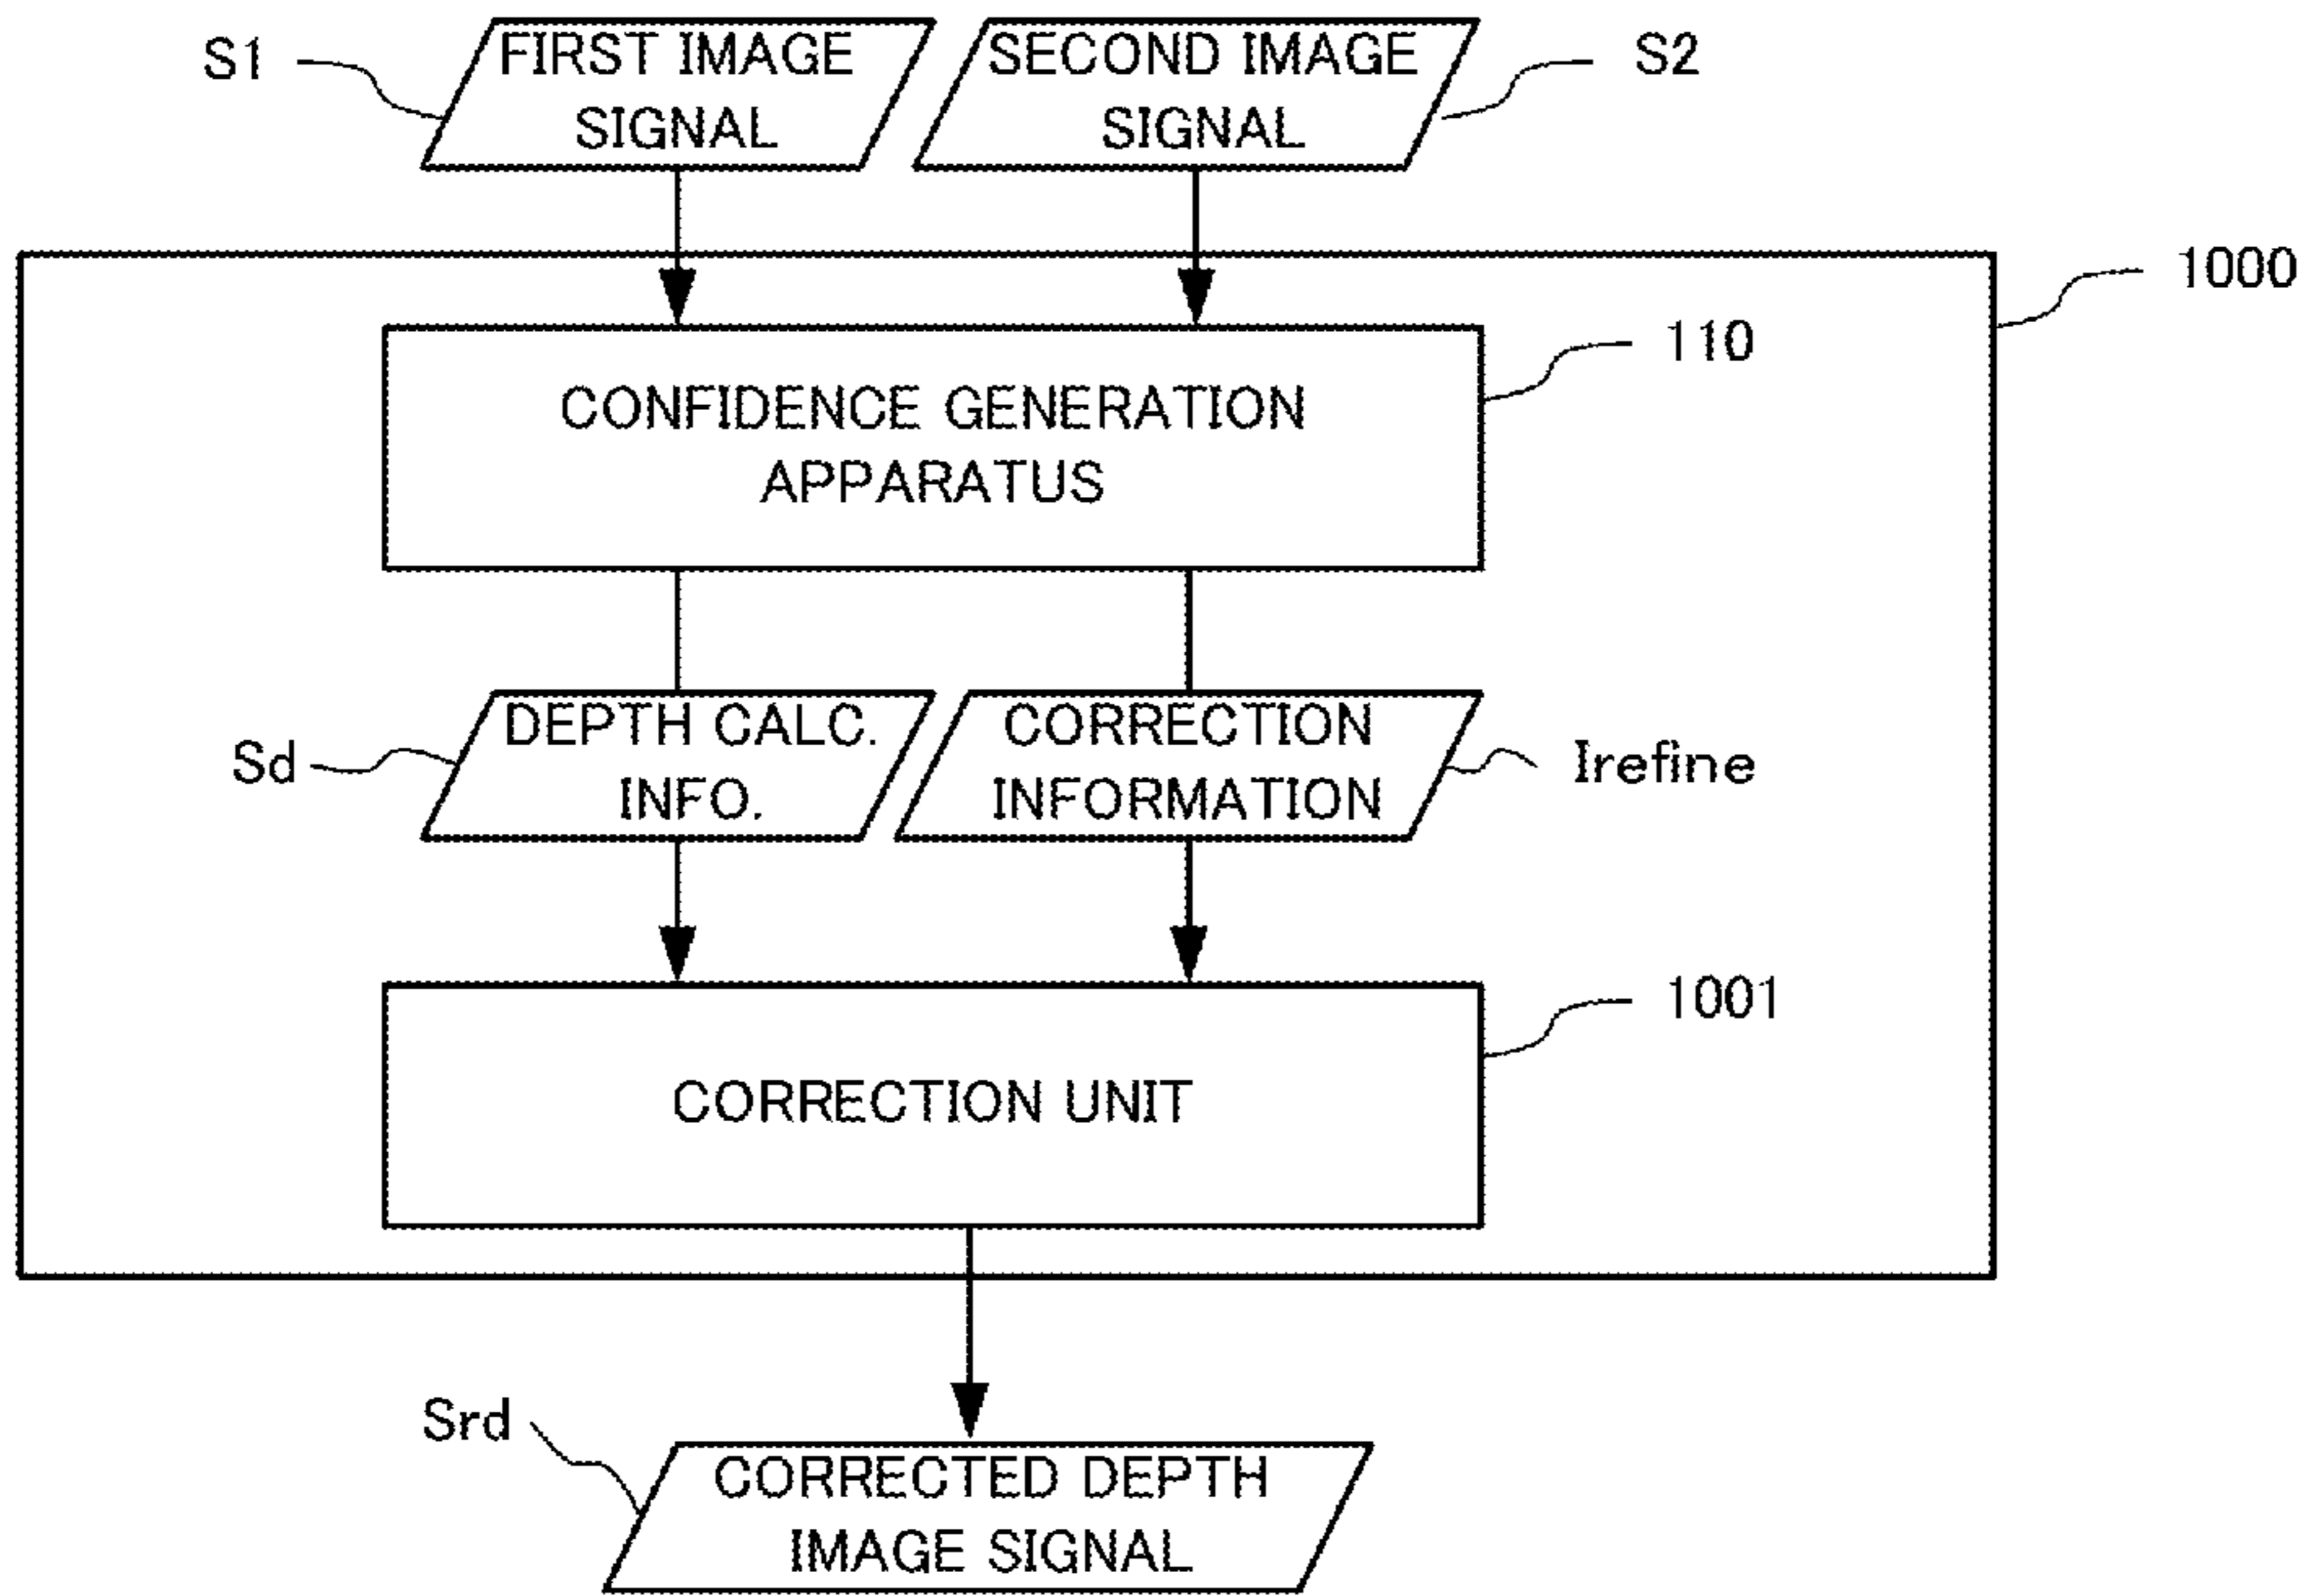 S1
FIRST IMAGE
SIGNAL
SECOND IMAGE
SIGNAL
S2
1000
110
CONFIDENCE GENERATION
APPARATUS
Sd
DEPTH CALC.
INFO.
CORRECTION
INFORMATION
Irefine
1001
CORRECTION UNIT
Srd
CORRECTED DEPTH
IMAGE SIGNAL